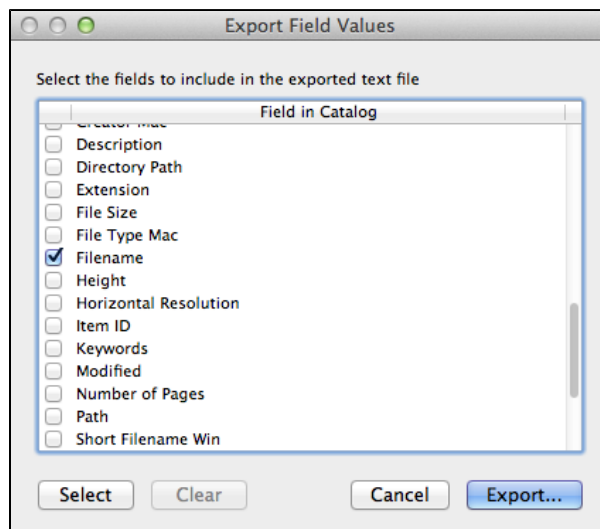 Export Field Values
Select the fields to include in the exported text file
Field in Catalog
Creator Mac
Description
Directory Path
Extension
File Size
File Type Mac
Filename
Height
Horizontal Resolution
Item ID
Keywords
Modified
Number of Pages
Path
Short Filename Win
Select Clear Cancel Export...